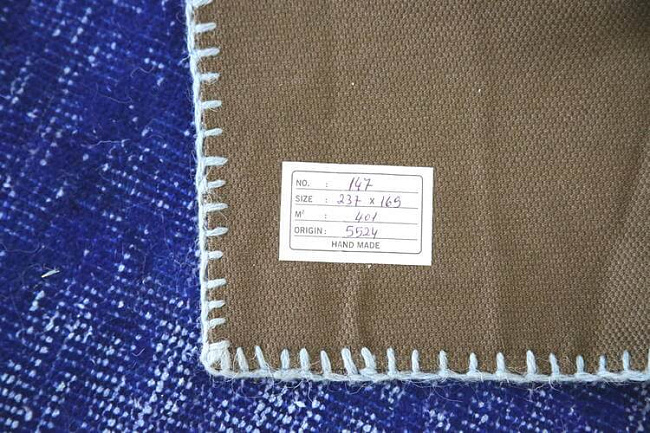 NO. : 147
SIZE : 237 x 169
M² : 401
ORIGIN: 5524
HAND MADE